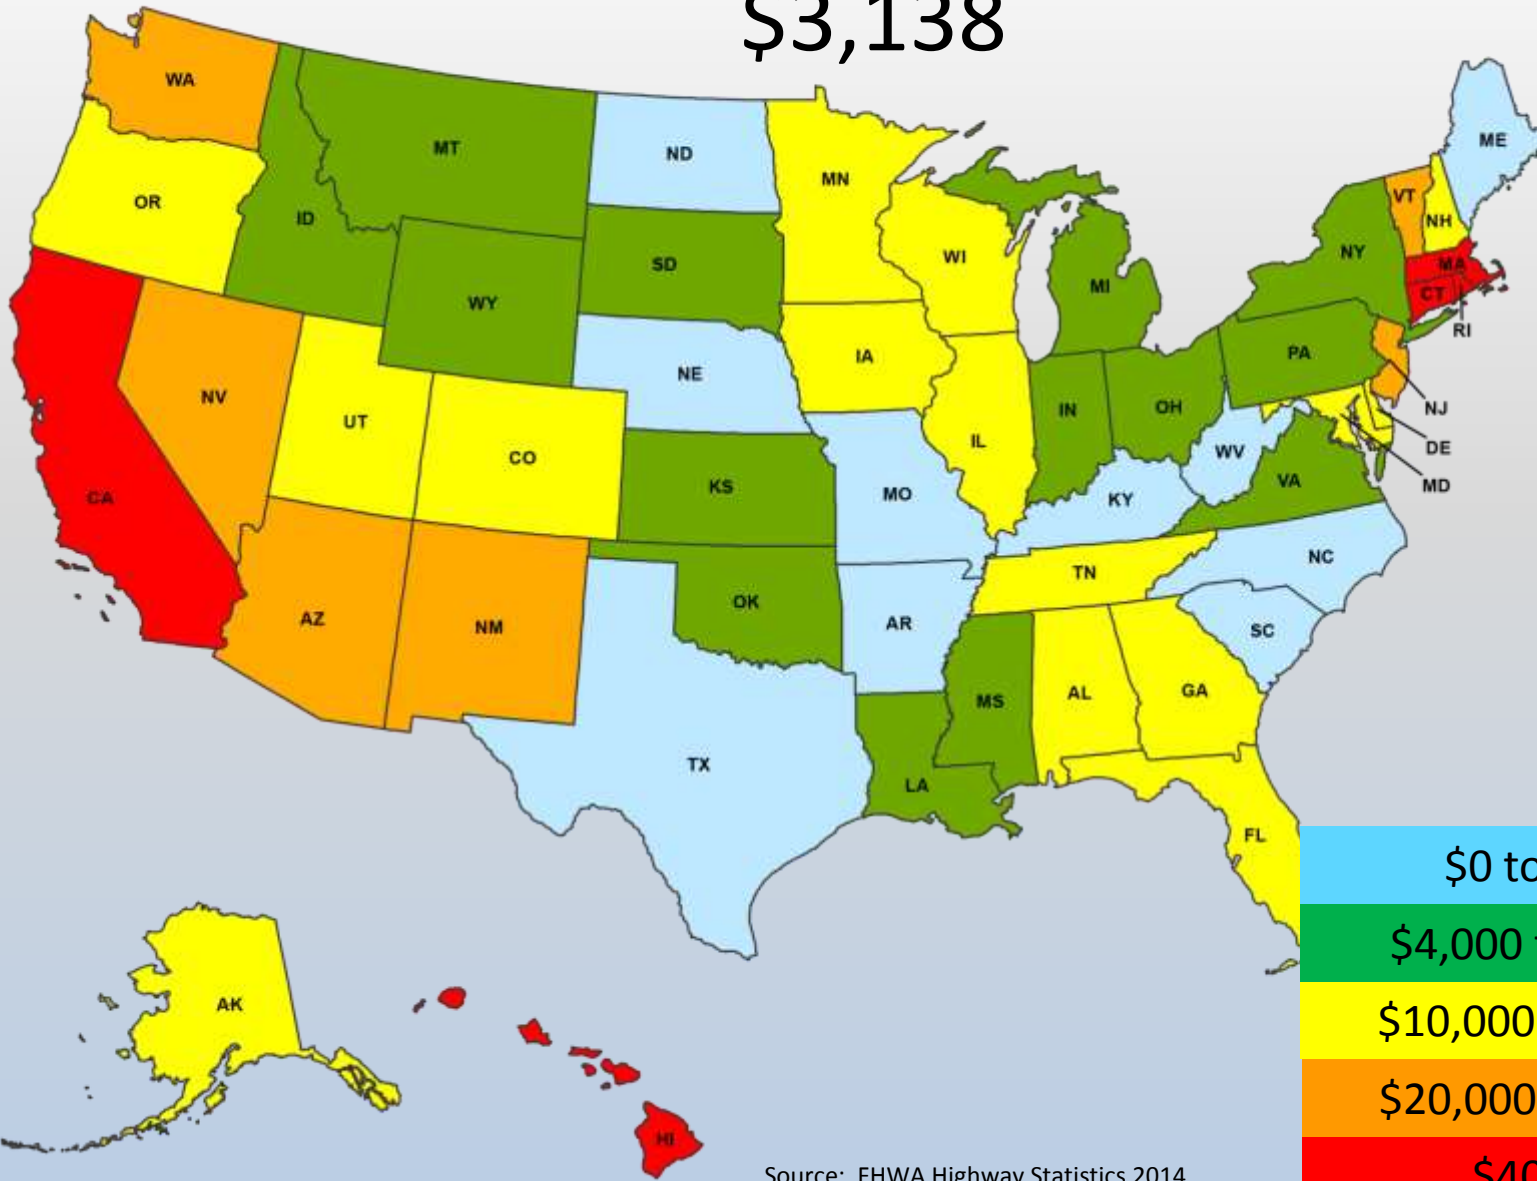 $3,138
WA
MT
ND
MN
ME
OR
ID
VT
NH
SD
WI
NY
MA
WY
MI
CT
RI
IA
PA
NE
NV
IN
OH
NJ
UT
IL
DE
CO
WV
MD
CA
KS
MO
KY
VA
NC
TN
AZ
NM
OK
AR
SC
MS
AL
GA
TX
LA
FL
$0 to
$4,000
AK
$10,000
$20,000
HI
Source: FHWA Highway Statistics 2014